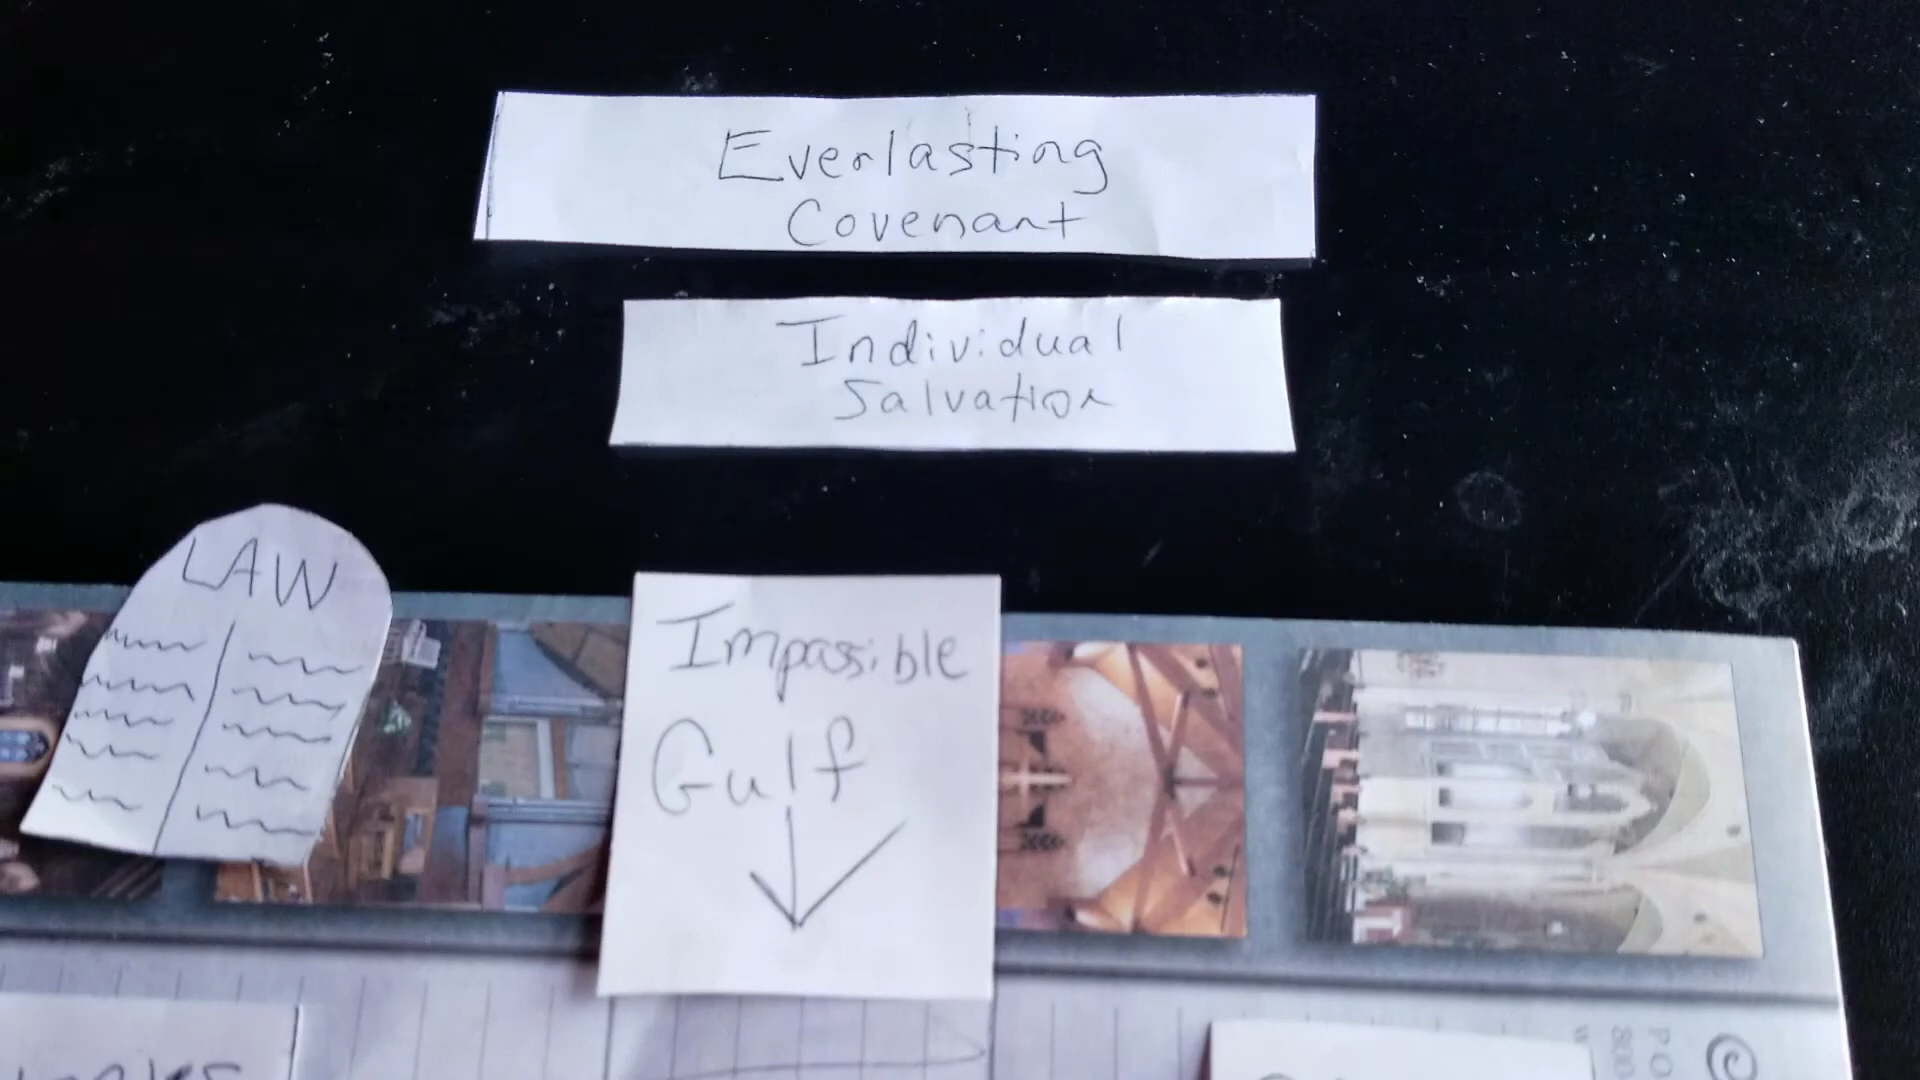 Everlasting
Covenant
Individual
Salvation
LAW
Impassible
Gulf